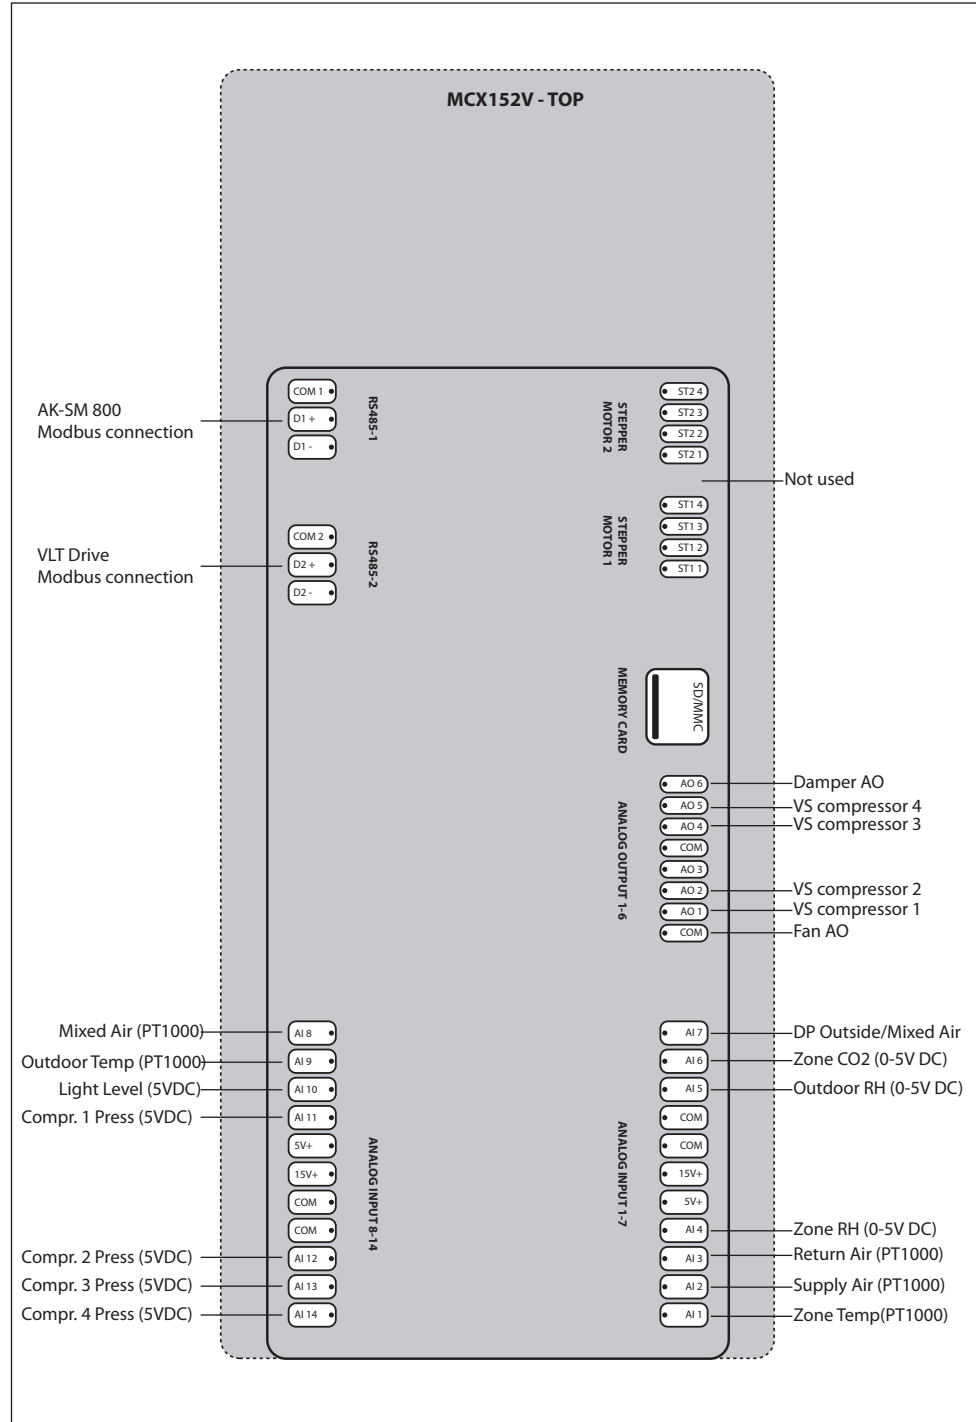 MCX152V - TOP
AK-SM 800
Modbus connection
COM 1
D1 +
D1 -
RS485-1
VLT Drive
Modbus connection
COM 2
D2 +
D2 -
RS485-2
ST2 4
ST2 3
ST2 2
ST2 1
STEPPER
MOTOR 2
Not used
ST1 4
ST1 3
ST1 2
ST1 1
STEPPER
MOTOR 1
MEMORY CARD
SD/MMC
ANALOG OUTPUT 1-6
AO 6
Damper AO
AO 5
VS compressor 4
AO 4
VS compressor 3
COM
AO 3
AO 2
VS compressor 2
AO 1
VS compressor 1
COM
Fan AO
Mixed Air (PT1000)
AI 8
Outdoor Temp (PT1000)
AI 9
Light Level (5VDC)
AI 10
Compr. 1 Press (5VDC)
AI 11
5V+
15V+
COM
COM
Compr. 2 Press (5VDC)
AI 12
Compr. 3 Press (5VDC)
AI 13
Compr. 4 Press (5VDC)
AI 14
ANALOG INPUT 8-14
ANALOG INPUT 1-7
AI 7
DP Outside/Mixed Air
AI 6
Zone CO2 (0-5V DC)
AI 5
Outdoor RH (0-5V DC)
COM
COM
15V+
5V+
AI 4
Zone RH (0-5V DC)
AI 3
Return Air (PT1000)
AI 2
Supply Air (PT1000)
AI 1
Zone Temp(PT1000)